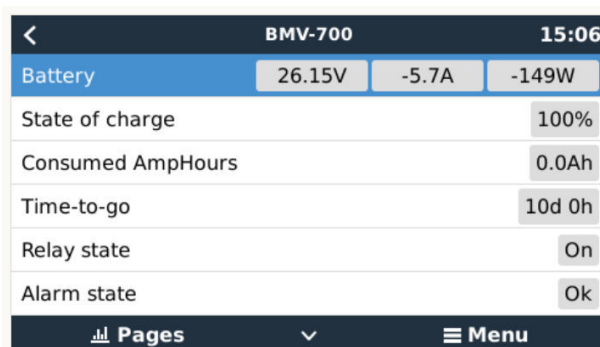 BMV-700 15:06
Battery 26.15V -5.7A -149W
State of charge 100%
Consumed AmpHours 0.0Ah
Time-to-go 10d 0h
Relay state On
Alarm state Ok
Pages Menu